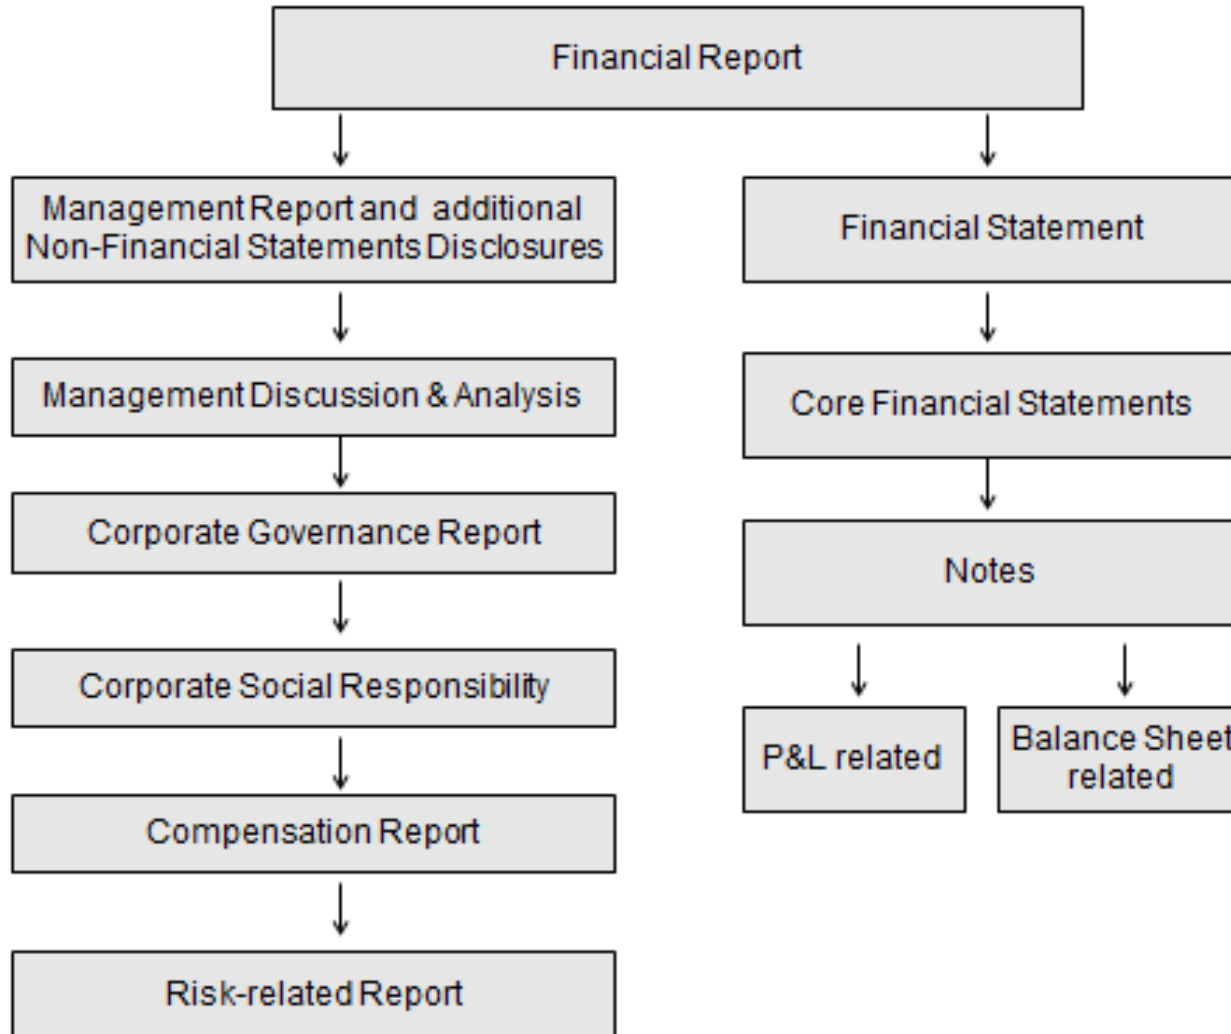 Financial Report
Management Report and additional
Non-Financial Statements Disclosures
Management Discussion & Analysis
Corporate Governance Report
Corporate Social Responsibility
Compensation Report
Risk-related Report
Financial Statement
Core Financial Statements
Notes
P&L related
Balance Sheet
related